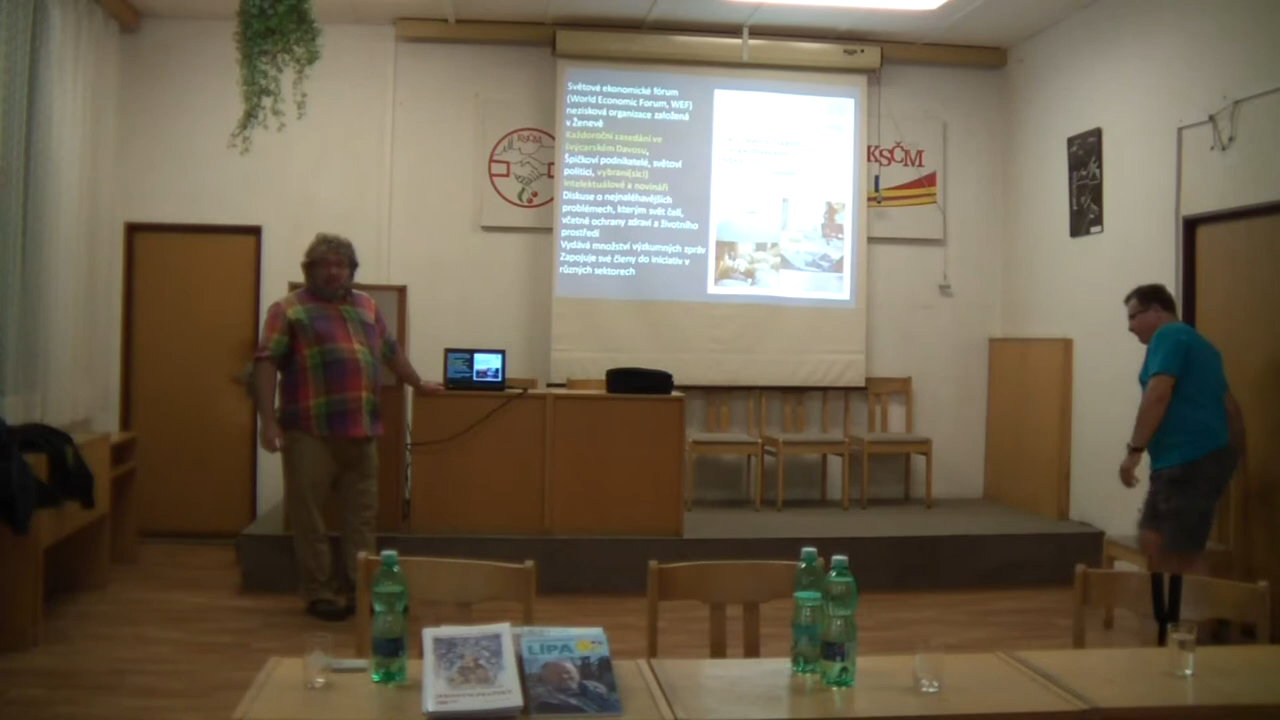 Světové ekonomické fórum
(World Economic Forum, WEF)
nezisková organizace založená
v Ženevě
Každoroční zasedání ve
švýcarském Davosu,
Špičkoví podnikatelé, světoví
politici, vybraní(sic!)
intelektuálové a novináři
Diskuse o nejnaléhavějších
problémech, kterým svět čelí,
včetně ochrany zdraví a životního
prostředí
Vydává množství výzkumných zpráv
Zapojuje své členy do iniciativ v
různých sektorech
KSČM
KSČM
LÍPA